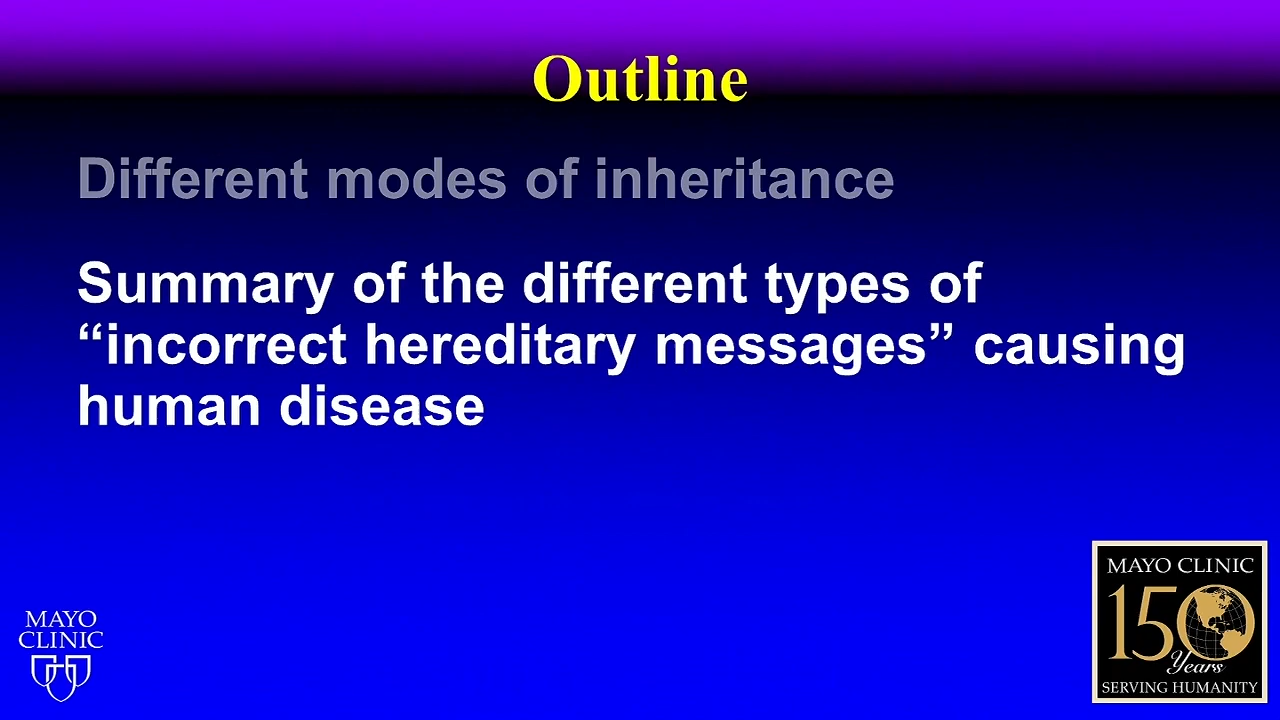 Outline
Different modes of inheritance
Summary of the different types of
“incorrect hereditary messages” causing
human disease
MAYO
CLINIC
MAYO CLINIC
150
Years
SERVING HUMANITY